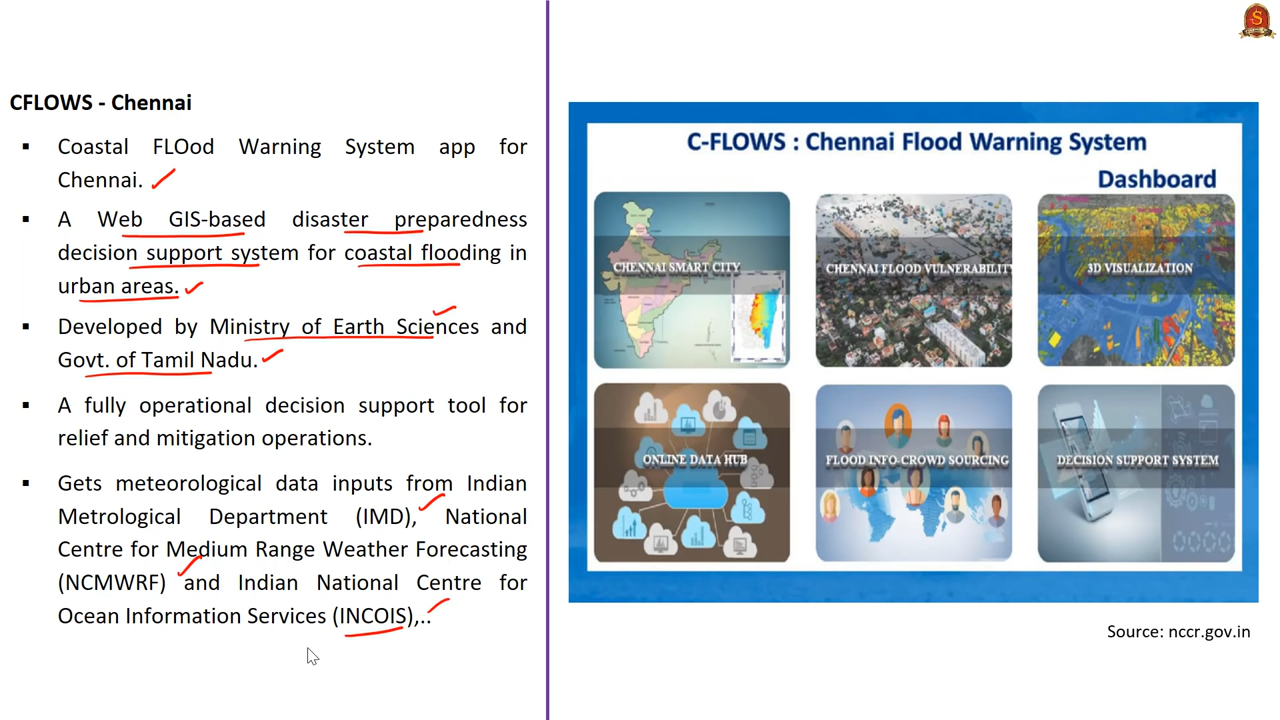 CFLOWS - Chennai
▪ Coastal FLOod Warning System app for
Chennai.
▪ A Web GIS-based disaster preparedness
decision support system for coastal flooding in
urban areas.
▪ Developed by Ministry of Earth Sciences and
Govt. of Tamil Nadu.
▪ A fully operational decision support tool for
relief and mitigation operations.
▪ Gets meteorological data inputs from Indian
Metrological Department (IMD), National
Centre for Medium Range Weather Forecasting
(NCMWRF) and Indian National Centre for
Ocean Information Services (INCOIS),..
C-FLOWS : Chennai Flood Warning System
Dashboard
CHENNAI SMART CITY
CHENNAI FLOOD VULNERABILITY
3D VISUALIZATION
ONLINE DATA HUB
FLOOD INFO-CROWD SOURCING
DECISION SUPPORT SYSTEM
Source: nccr.gov.in